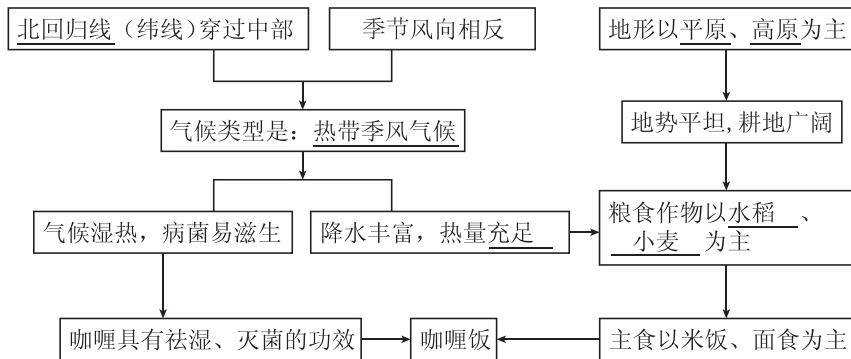 北回归线（纬线）穿过中部
季节风向相反
地形以平原、高原为主
气候类型是：热带季风气候
地势平坦,耕地广阔
气候湿热，病菌易滋生
降水丰富，热量充足
粮食作物以水稻、
小麦 为主
咖喱具有祛湿、灭菌的功效
咖喱饭
主食以米饭、面食为主